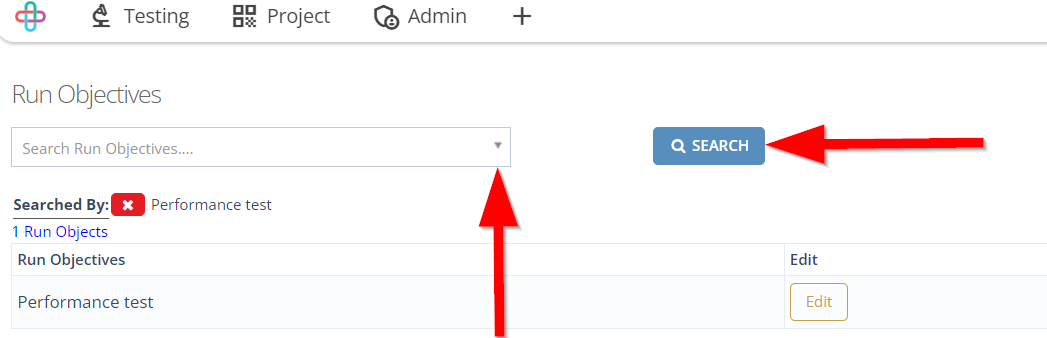 Testing Project Admin +
Run Objectives
Search Run Objectives....
SEARCH
Searched By: Performance test
1 Run Objects
Run Objectives Edit
Performance test Edit